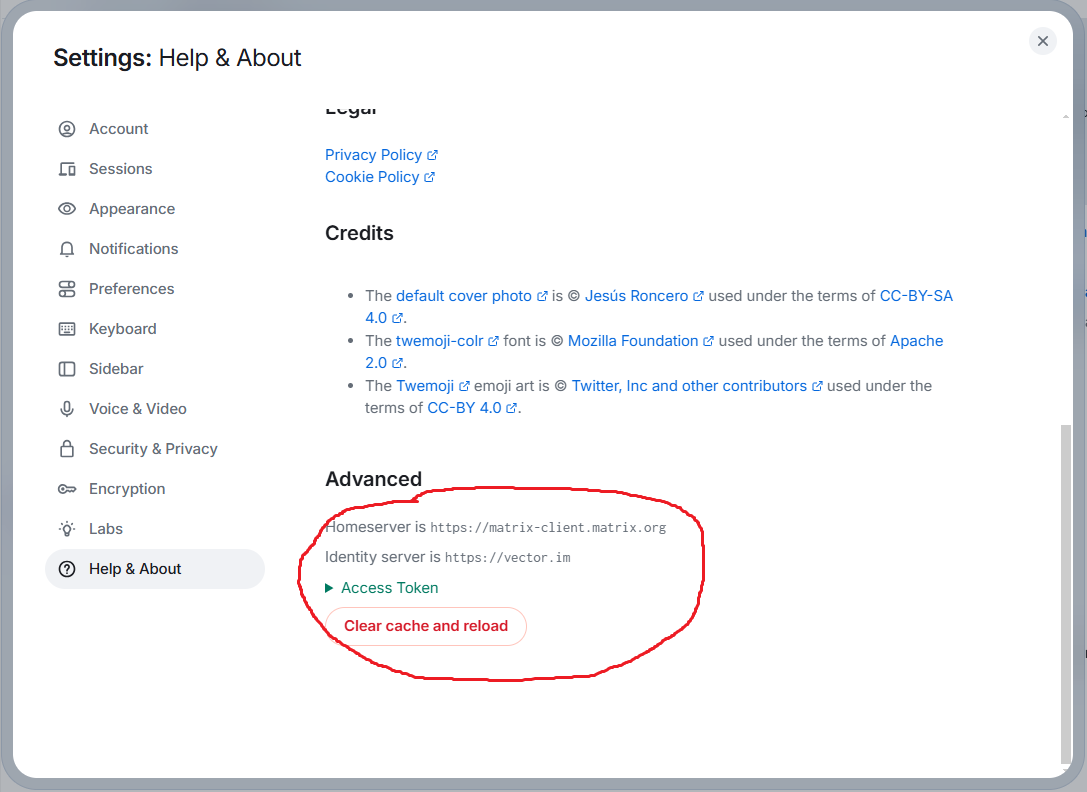 Settings: Help & About
Account
Sessions
Appearance
Notifications
Preferences
Keyboard
Sidebar
Voice & Video
Security & Privacy
Encryption
Labs
Help & About
Legal
Privacy Policy
Cookie Policy
Credits
The default cover photo is © Jesús Roncero used under the terms of CC-BY-SA
4.0.
The twemoji-colr font is © Mozilla Foundation used under the terms of Apache
2.0.
The Twemoji emoji art is © Twitter, Inc and other contributors used under the
terms of CC-BY 4.0.
Advanced
Homeserver is https://matrix-client.matrix.org
Identity server is https://vector.im
Access Token
Clear cache and reload